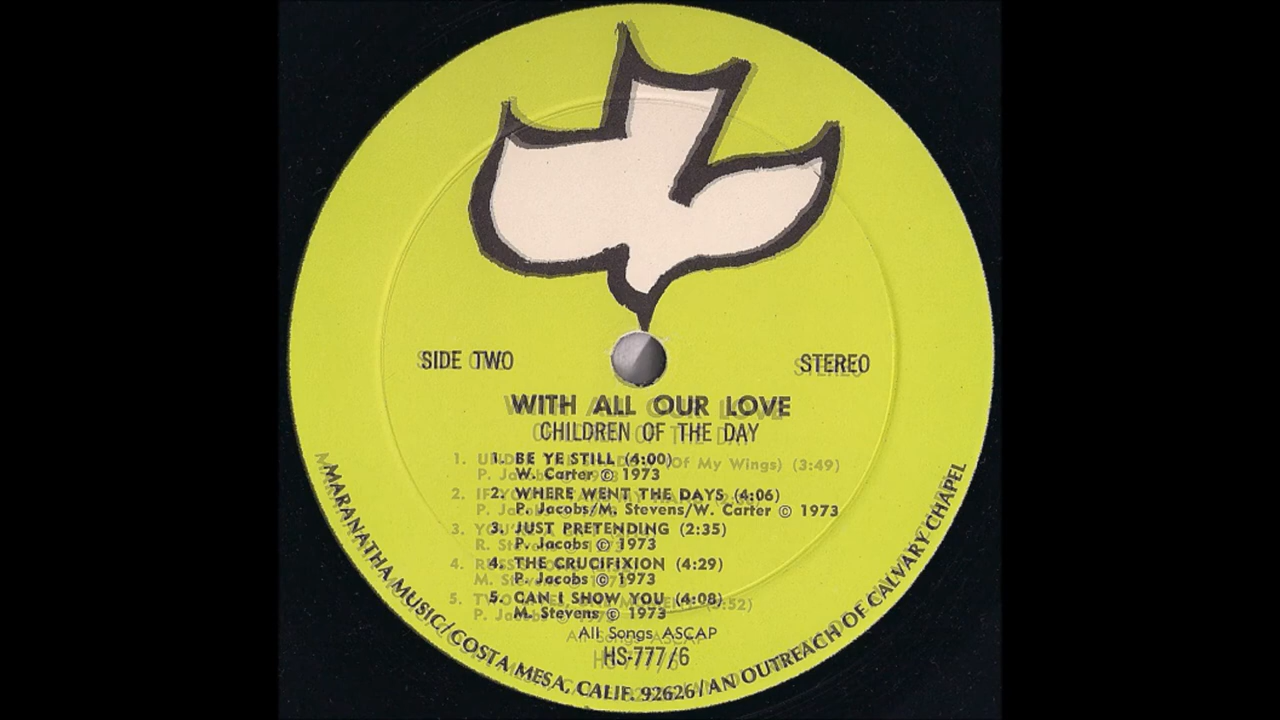 SIDE TWO
STEREO
WITH ALL OUR LOVE
CHILDREN OF THE DAY
1. BE YE STILL (4:00)
W. Carter © 1973
2. WHERE WENT THE DAYS (4:06)
P. Jacobs/M. Stevens/W. Carter © 1973
3. JUST PRETENDING (2:35)
P. Jacobs © 1973
4. THE CRUCIFIXION (4:29)
P. Jacobs © 1973
5. CAN I SHOW YOU (4:08)
M. Stevens © 1973
All Songs ASCAP
HS-777/6
MARANATHA MUSIC/COSTA MESA, CALIF. 92626/AN OUTREACH OF CALVARY CHAPEL